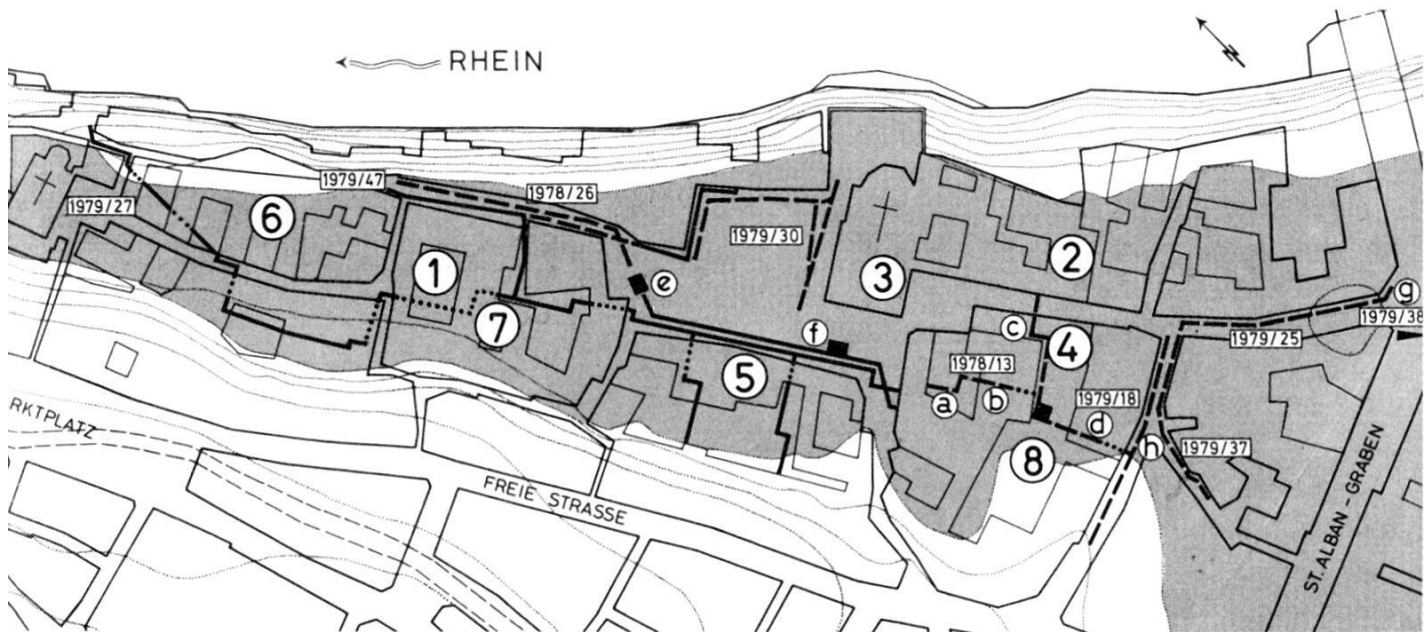 RHEIN
N
1979/47
1978/26
1979/27
6
1979/30
1
3
2
e
g
7
1979/38
f
c
4
1979/25
5
1978/13
a
b
1979/18
d
h
1979/37
8
RKTPLATZ
FREIE STRASSE
ST. ALBAN - GRABEN